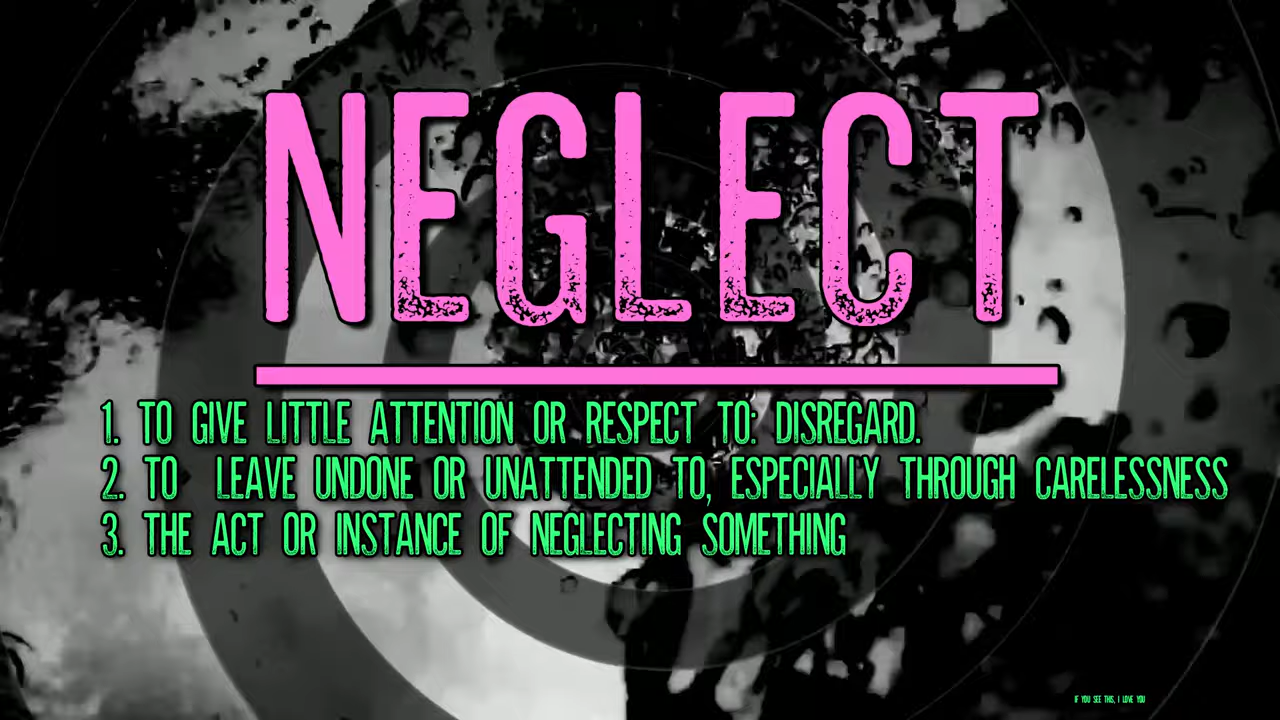 NEGLECT
1. TO GIVE LITTLE ATTENTION OR RESPECT TO: DISREGARD.
2. TO LEAVE UNDONE OR UNATTENDED TO, ESPECIALLY THROUGH CARELESSNESS
3. THE ACT OR INSTANCE OF NEGLECTING SOMETHING
IF YOU SEE THIS, I LOVE YOU